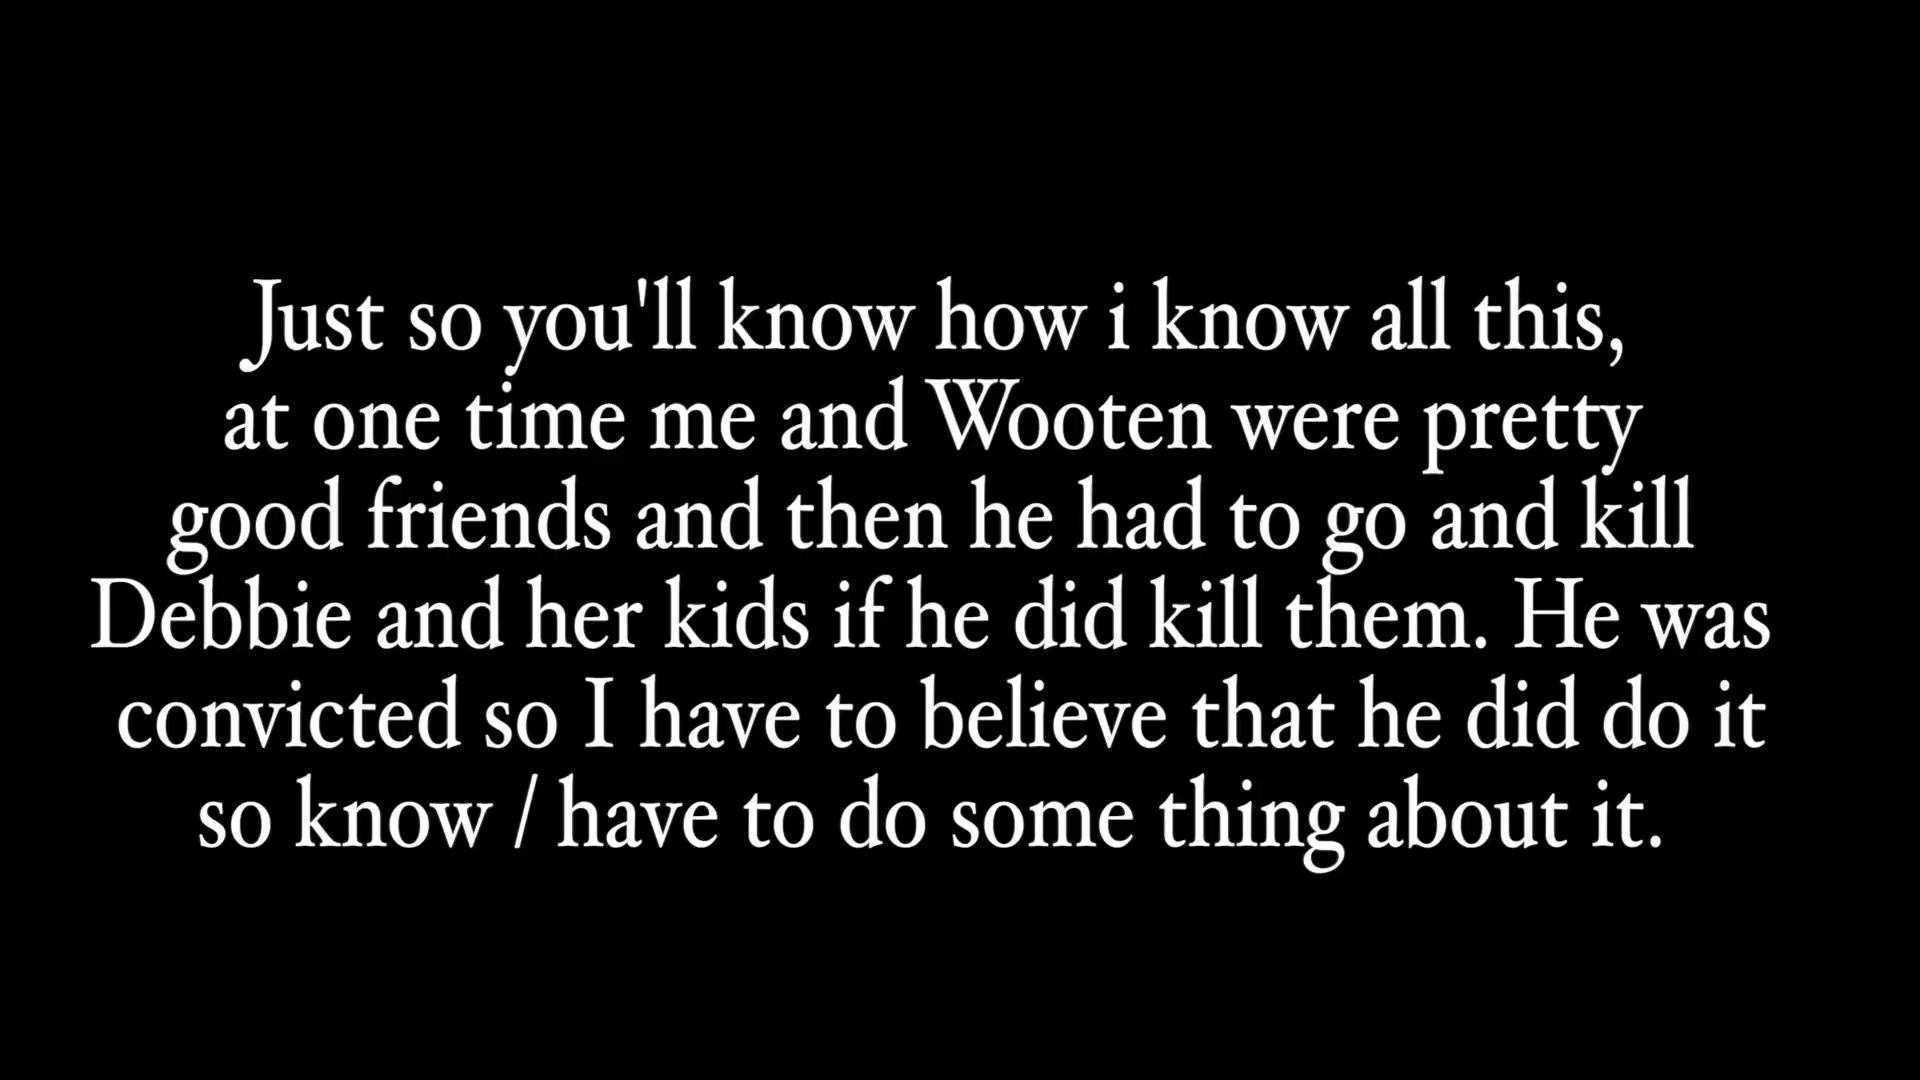 Just so you'll know how i know all this,
at one time me and Wooten were pretty
good friends and then he had to go and kill
Debbie and her kids if he did kill them. He was
convicted so I have to believe that he did do it
so know / have to do some thing about it.